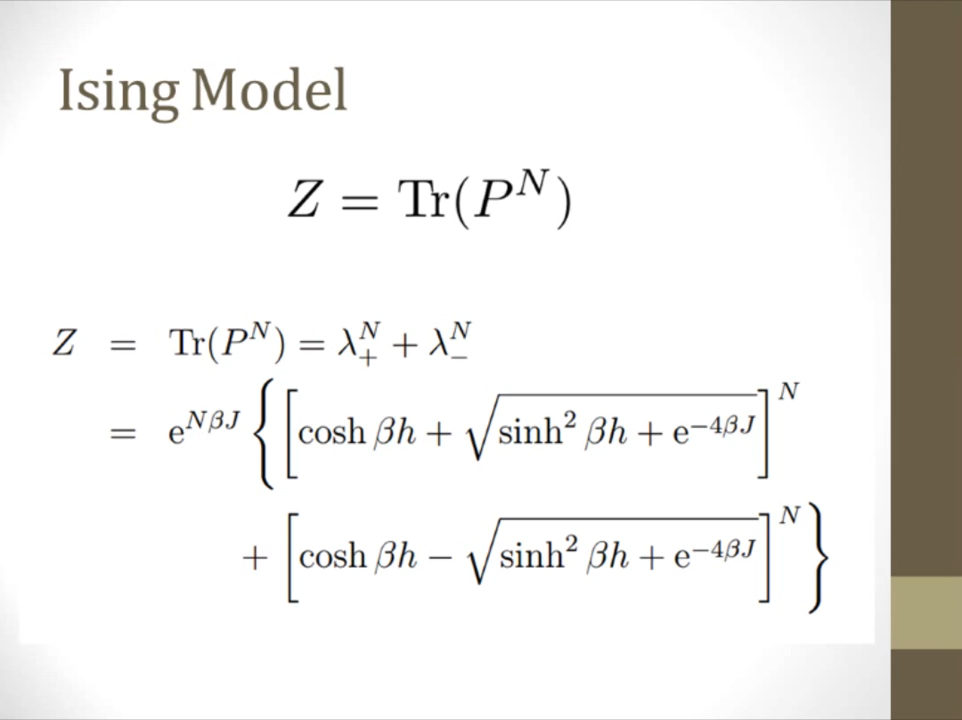 Ising Model
Z = Tr(P^N)
Z = Tr(P^N) = λ_+^N + λ_-^N
= e^{NβJ} { [ cosh βh + √(sinh² βh + e^{-4βJ}) ]^N
+ [ cosh βh − √(sinh² βh + e^{-4βJ}) ]^N }